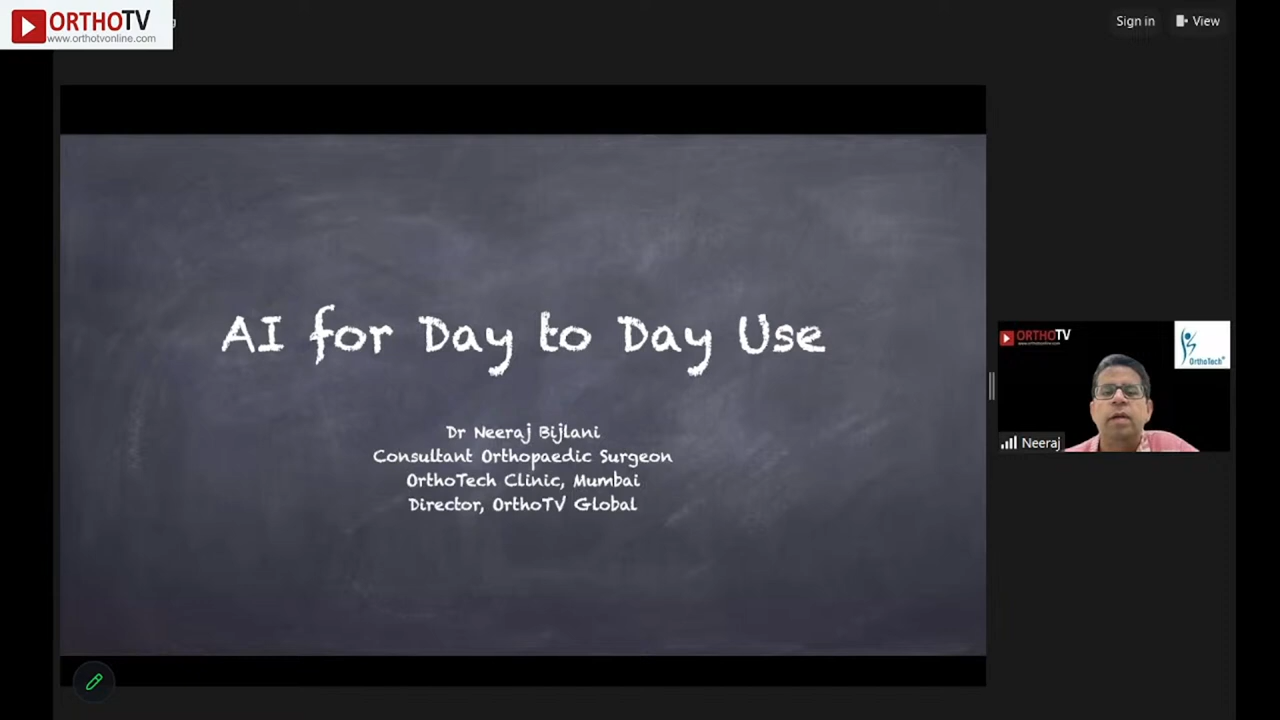 ORTHOTV
www.orthotvonline.com
Sign in
View
AI for Day to Day Use
Dr Neeraj Bijlani
Consultant Orthopaedic Surgeon
OrthoTech Clinic, Mumbai
Director, OrthoTV Global
ORTHOTV
OrthoTech
Neeraj